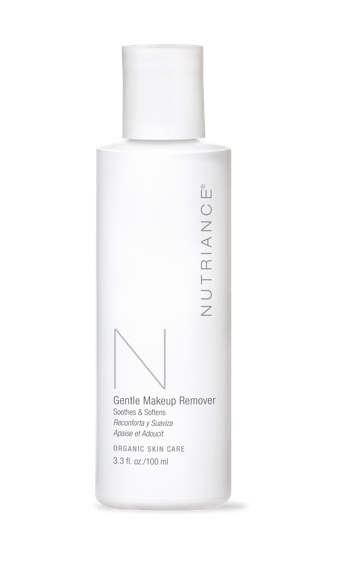 NUTRIANCE®
N
Gentle Makeup Remover
Soothes & Softens
Reconforta y Suaviza
Apaise et Adoucit
ORGANIC SKIN CARE
3.3 fl. oz./100 ml